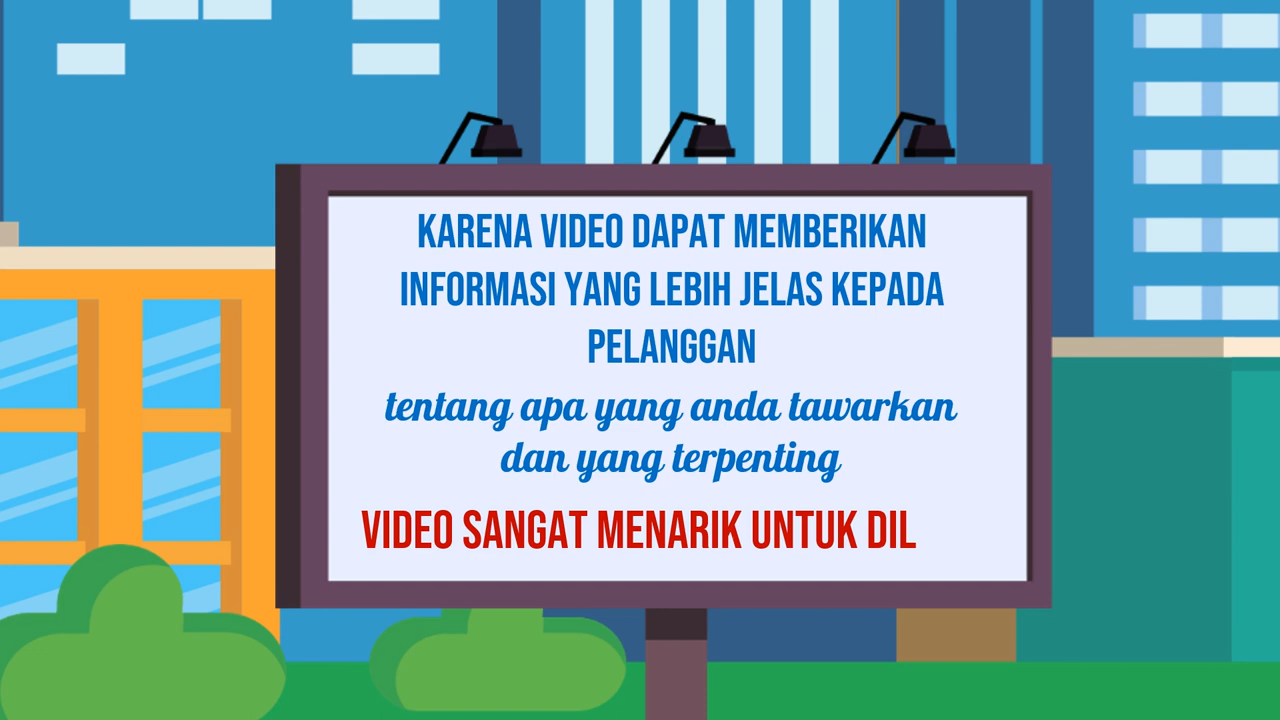 KARENA VIDEO DAPAT MEMBERIKAN
INFORMASI YANG LEBIH JELAS KEPADA
PELANGGAN
tentang apa yang anda tawarkan
dan yang terpenting
VIDEO SANGAT MENARIK UNTUK DIL